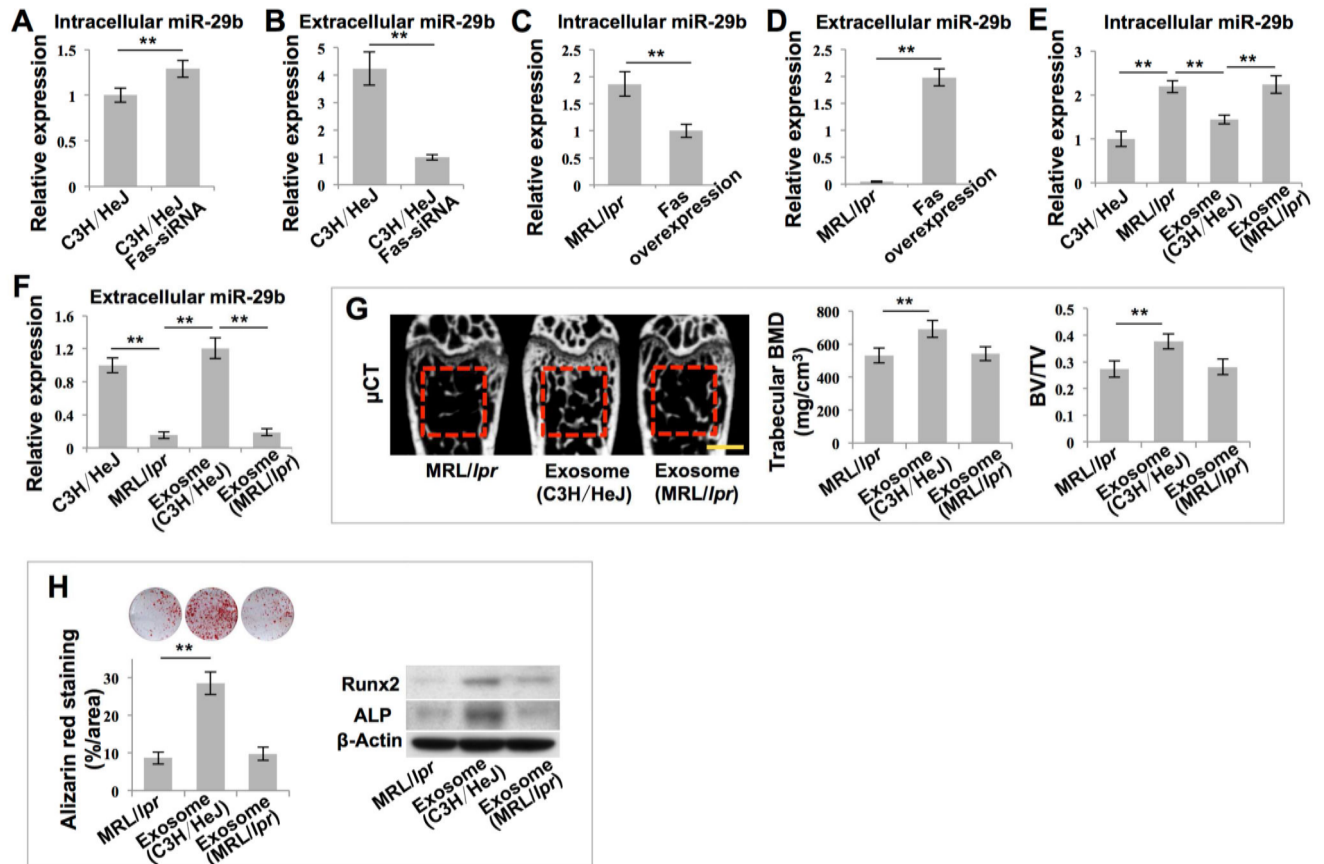 A
Intracellular miR-29b
Relative expression
1.5
1
0.5
0
**
C3H/HeJ
C3H/HeJ
Fas-siRNA
B
Extracellular miR-29b
Relative expression
5
4
3
2
1
0
**
C3H/HeJ
C3H/HeJ
Fas-siRNA
C
Intracellular miR-29b
Relative expression
2.5
2
1.5
1
0.5
0
**
MRL/lpr
Fas
overexpression
D
Extracellular miR-29b
Relative expression
2.5
2
1.5
1
0.5
0
**
MRL/lpr
Fas
overexpression
E
Intracellular miR-29b
Relative expression
3
2
1
0
**
**
**
C3H/HeJ
MRL/lpr
Exosome
(C3H/HeJ)
Exosme
(MRL/lpr)
F
Extracellular miR-29b
Relative expression
1.6
1.2
0.8
0.4
0
**
**
**
C3H/HeJ
MRL/lpr
Exosome
(C3H/HeJ)
Exosme
(MRL/lpr)
G
μCT
MRL/lpr
Exosome
(C3H/HeJ)
Exosome
(MRL/lpr)
Trabecular BMD
(mg/cm³)
800
600
400
200
0
**
MRL/lpr
Exosome
(C3H/HeJ)
Exosome
(MRL/lpr)
BV/TV
0.5
0.4
0.3
0.2
0.1
0
**
MRL/lpr
Exosome
(C3H/HeJ)
Exosome
(MRL/lpr)
H
Alizarin red staining
(%/area)
30
20
10
0
**
MRL/lpr
Exosome
(C3H/HeJ)
Exosome
(MRL/lpr)
Runx2
ALP
β-Actin
MRL/lpr
Exosome
(C3H/HeJ)
Exosome
(MRL/lpr)